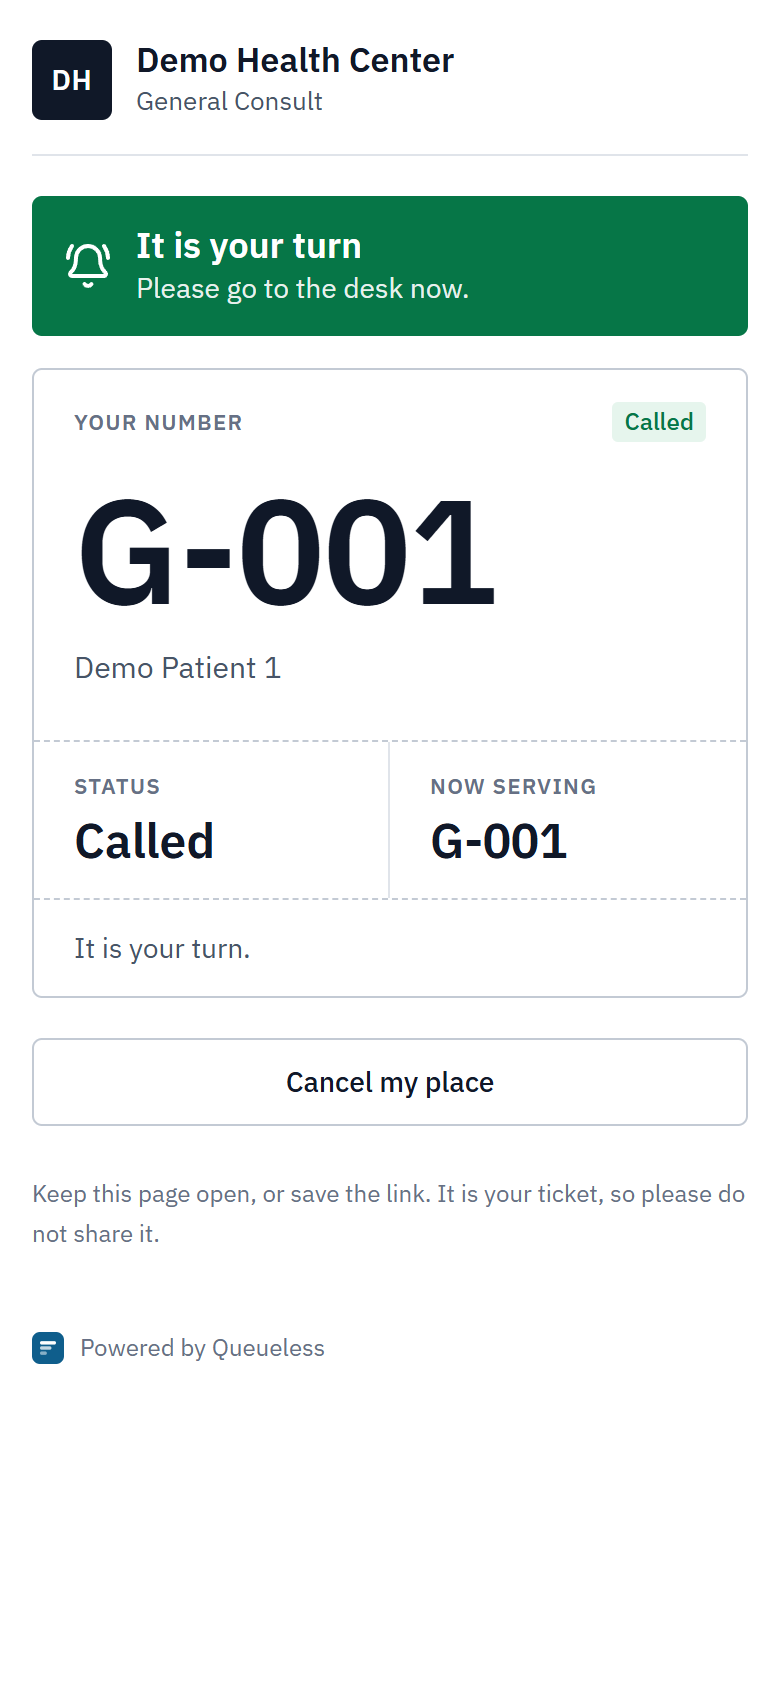 DH
Demo Health Center
General Consult
It is your turn
Please go to the desk now.
YOUR NUMBER
Called
G-001
Demo Patient 1
STATUS
Called
NOW SERVING
G-001
It is your turn.
Cancel my place
Keep this page open, or save the link. It is your ticket, so please do
not share it.
Powered by Queueless